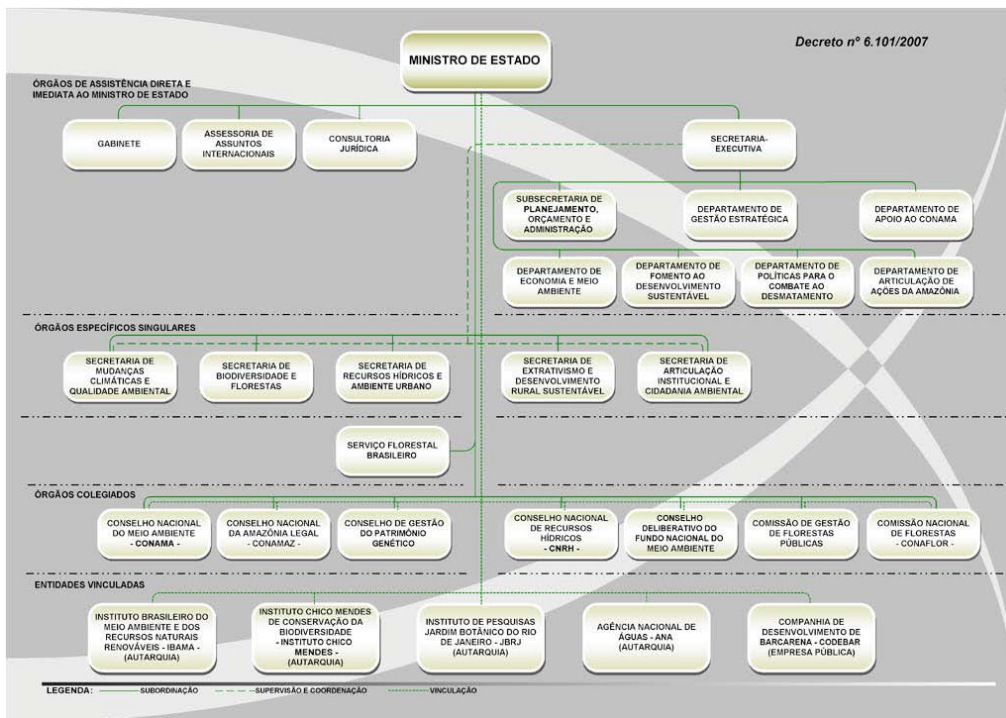 Decreto nº 6.101/2007
MINISTRO DE ESTADO
ÓRGÃOS DE ASSISTÊNCIA DIRETA E
IMEDIATA AO MINISTRO DE ESTADO
GABINETE
ASSESSORIA DE
ASSUNTOS
INTERNACIONAIS
CONSULTORIA
JURÍDICA
SECRETARIA-
EXECUTIVA
SUBSECRETARIA DE
PLANEJAMENTO,
ORÇAMENTO E
ADMINISTRAÇÃO
DEPARTAMENTO DE
GESTÃO ESTRATÉGICA
DEPARTAMENTO DE
APOIO AO CONAMA
DEPARTAMENTO DE
ECONOMIA E MEIO
AMBIENTE
DEPARTAMENTO DE
FOMENTO AO
DESENVOLVIMENTO
SUSTENTÁVEL
DEPARTAMENTO DE
POLÍTICAS PARA O
COMBATE AO
DESMATAMENTO
DEPARTAMENTO DE
ARTICULAÇÃO DE
AÇÕES DA AMAZÔNIA
ÓRGÃOS ESPECÍFICOS SINGULARES
SECRETARIA DE
MUDANÇAS
CLIMÁTICAS E
QUALIDADE AMBIENTAL
SECRETARIA DE
BIODIVERSIDADE E
FLORESTAS
SECRETARIA DE
RECURSOS HÍDRICOS E
AMBIENTE URBANO
SECRETARIA DE
EXTRATIVISMO E
DESENVOLVIMENTO
RURAL SUSTENTÁVEL
SECRETARIA DE
ARTICULAÇÃO
INSTITUCIONAL E
CIDADANIA AMBIENTAL
SERVIÇO FLORESTAL
BRASILEIRO
ÓRGÃOS COLEGIADOS
CONSELHO NACIONAL
DO MEIO AMBIENTE
- CONAMA -
CONSELHO NACIONAL
DA AMAZÔNIA LEGAL
- CONAMAZ -
CONSELHO DE GESTÃO
DO PATRIMÔNIO
GENÉTICO
CONSELHO NACIONAL
DE RECURSOS
HÍDRICOS
- CNRH -
CONSELHO
DELIBERATIVO DO
FUNDO NACIONAL DO
MEIO AMBIENTE
COMISSÃO DE GESTÃO
DE FLORESTAS
PÚBLICAS
COMISSÃO NACIONAL
DE FLORESTAS
- CONAFLOR -
ENTIDADES VINCULADAS
INSTITUTO BRASILEIRO DO
MEIO AMBIENTE E DOS
RECURSOS NATURAIS
RENOVÁVEIS - IBAMA -
(AUTARQUIA)
INSTITUTO CHICO MENDES
DE CONSERVAÇÃO DA
BIODIVERSIDADE
- INSTITUTO CHICO
MENDES -
(AUTARQUIA)
INSTITUTO DE PESQUISAS
JARDIM BOTÂNICO DO RIO
DE JANEIRO - JBRJ
(AUTARQUIA)
AGÊNCIA NACIONAL DE
ÁGUAS - ANA
(AUTARQUIA)
COMPANHIA DE
DESENVOLVIMENTO DE
BARCARENA - CODEBAR
(EMPRESA PÚBLICA)
LEGENDA: SUBORDINAÇÃO SUPERVISÃO E COORDENAÇÃO VINCULAÇÃO